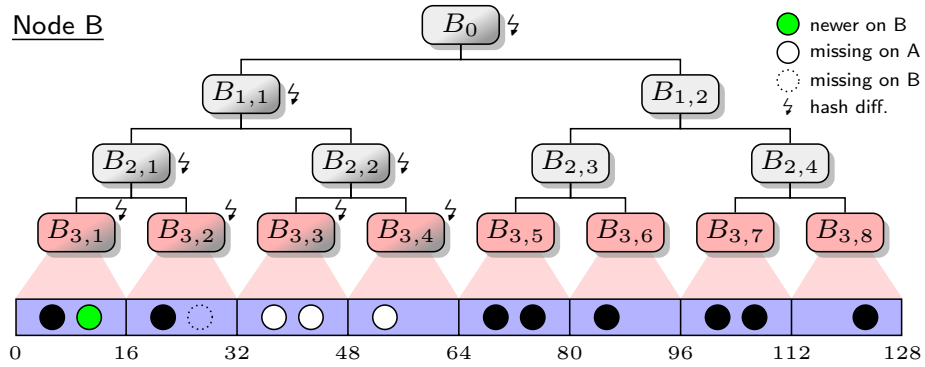 Node B
B0
newer on B
missing on A
missing on B
hash diff.
B1,1
B1,2
B2,1
B2,2
B2,3
B2,4
B3,1
B3,2
B3,3
B3,4
B3,5
B3,6
B3,7
B3,8
0 16 32 48 64 80 96 112 128